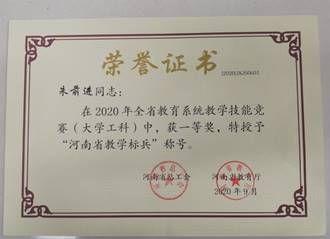 荣誉证书
朱前进同志：
在2020年全省教育系统教学技能竞
赛（大学工科）中，获一等奖，特授予
“河南省教学标兵”称号。
河南省总工会 河南省教育厅
2020年9月